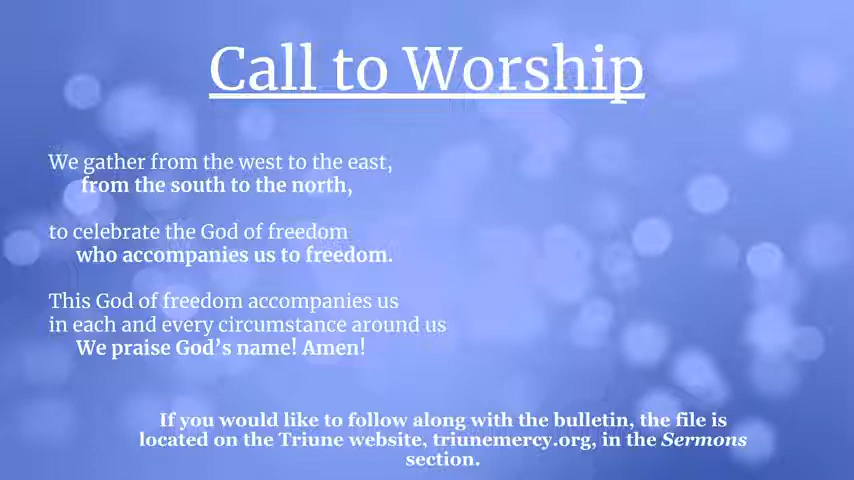 Call to Worship
We gather from the west to the east,
from the south to the north,
to celebrate the God of freedom
who accompanies us to freedom.
This God of freedom accompanies us
in each and every circumstance around us
We praise God’s name! Amen!
If you would like to follow along with the bulletin, the file is
located on the Triune website, triunemercy.org, in the Sermons
section.